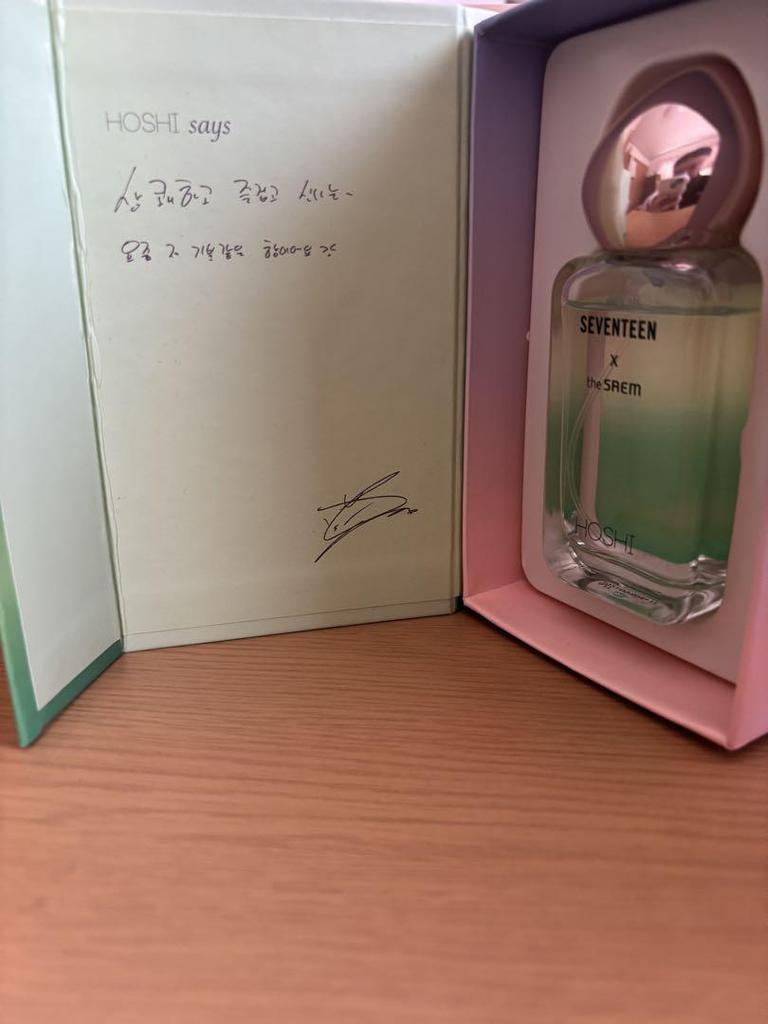 HOSHI says
상쾌하고 즐겁고 신나는~
요즘 제 기분같은 향이에요
SEVENTEEN
X
the SAEM
HOSHI